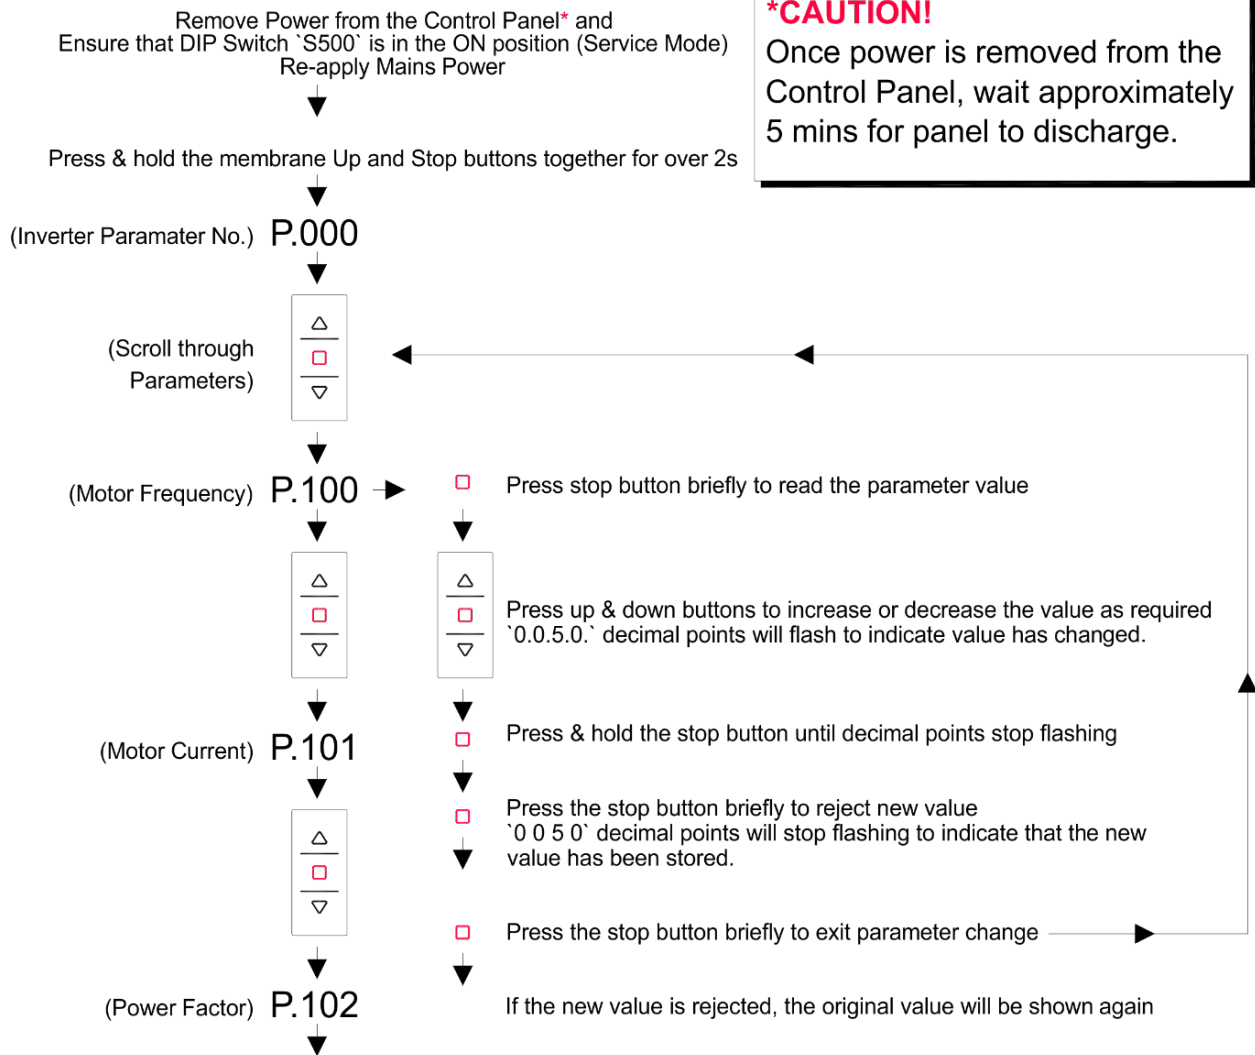 Remove Power from the Control Panel* and
Ensure that DIP Switch `S500` is in the ON position (Service Mode)
Re-apply Mains Power
*CAUTION!
Once power is removed from the
Control Panel, wait approximately
5 mins for panel to discharge.
Press & hold the membrane Up and Stop buttons together for over 2s
(Inverter Paramater No.) P.000
(Scroll through
Parameters)
(Motor Frequency) P.100
Press stop button briefly to read the parameter value
Press up & down buttons to increase or decrease the value as required
`0.0.5.0.` decimal points will flash to indicate value has changed.
(Motor Current) P.101
Press & hold the stop button until decimal points stop flashing
Press the stop button briefly to reject new value
`0 0 5 0` decimal points will stop flashing to indicate that the new
value has been stored.
Press the stop button briefly to exit parameter change
(Power Factor) P.102
If the new value is rejected, the original value will be shown again